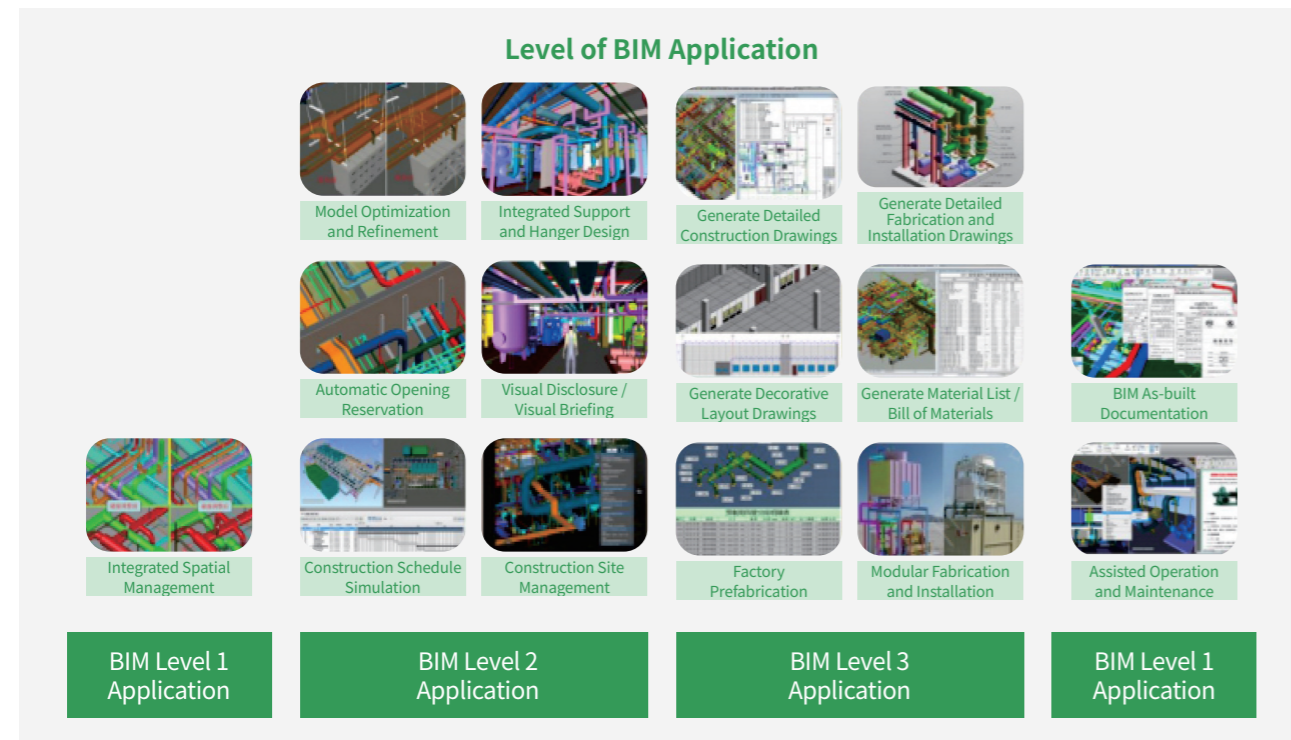 Level of BIM Application
Model Optimization
and Refinement
Integrated Support
and Hanger Design
Generate Detailed
Construction Drawings
Generate Detailed
Fabrication and
Installation Drawings
Automatic Opening
Reservation
Visual Disclosure /
Visual Briefing
Generate Decorative
Layout Drawings
Generate Material List /
Bill of Materials
BIM As-built
Documentation
Integrated Spatial
Management
Construction Schedule
Simulation
Construction Site
Management
Factory
Prefabrication
Modular Fabrication
and Installation
Assisted Operation
and Maintenance
BIM Level 1
Application
BIM Level 2
Application
BIM Level 3
Application
BIM Level 1
Application